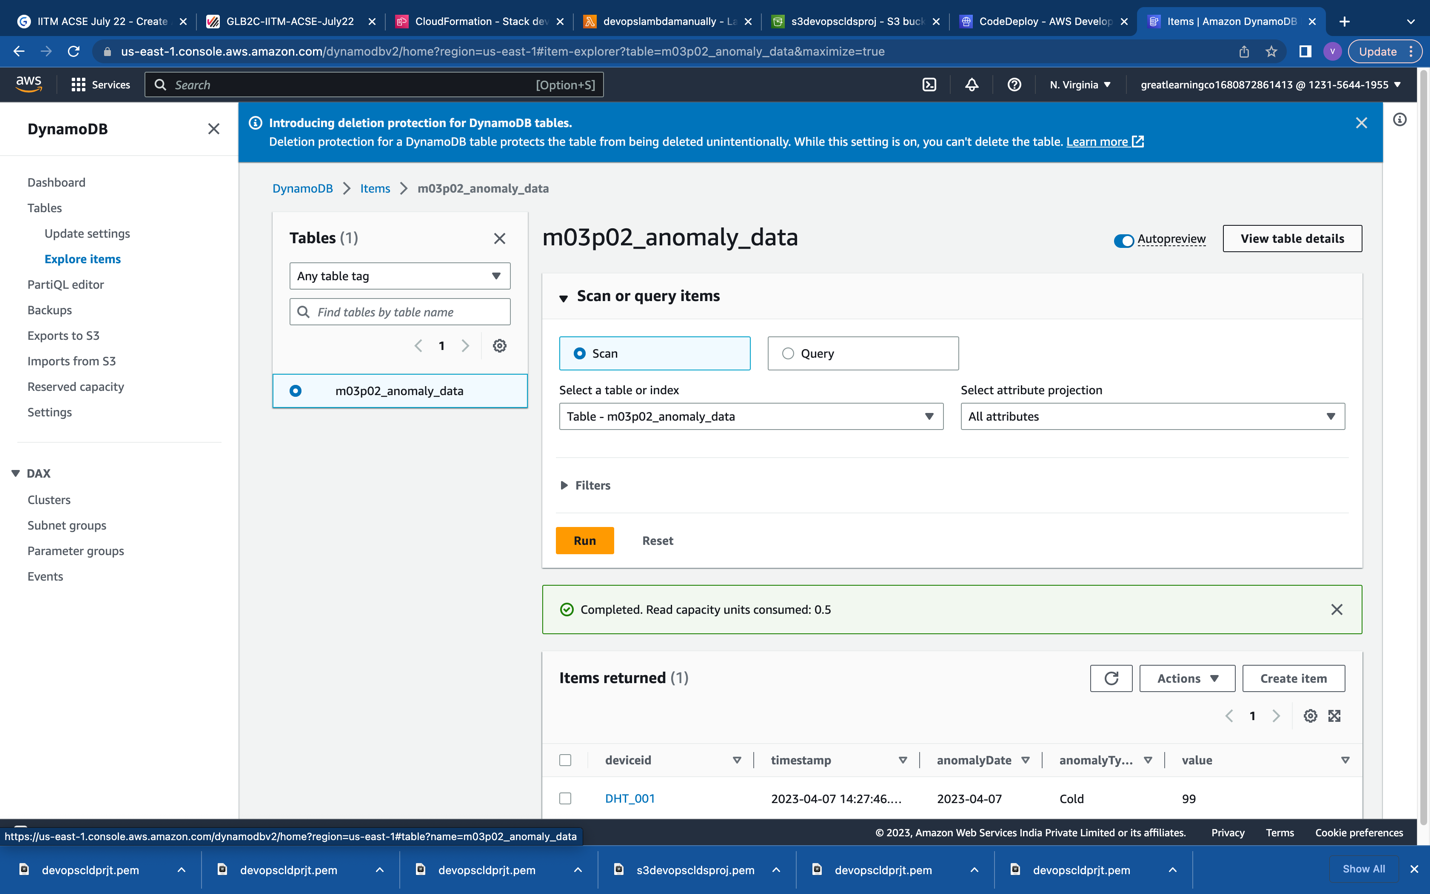 IITM ACSE July 22 - Create
GLB2C-IITM-ACSE-July22
CloudFormation - Stack dev
devopslambdamanually - La
s3devopscldsproj - S3 buck
CodeDeploy - AWS Develop
Items | Amazon DynamoDB
us-east-1.console.aws.amazon.com/dynamodbv2/home?region=us-east-1#item-explorer?table=m03p02_anomaly_data&maximize=true
V
Update
aws
Services
Search
[Option+S]
N. Virginia
greatlearningco1680872861413 @ 1231-5644-1955
DynamoDB
Introducing deletion protection for DynamoDB tables.
Deletion protection for a DynamoDB table protects the table from being deleted unintentionally. While this setting is on, you can't delete the table. Learn more
Dashboard
Tables
Update settings
Explore items
PartiQL editor
Backups
Exports to S3
Imports from S3
Reserved capacity
Settings
DAX
Clusters
Subnet groups
Parameter groups
Events
DynamoDB > Items > m03p02_anomaly_data
Tables (1)
Any table tag
Find tables by table name
1
m03p02_anomaly_data
m03p02_anomaly_data
Autopreview
View table details
Scan or query items
Scan
Query
Select a table or index
Select attribute projection
Table - m03p02_anomaly_data
All attributes
Filters
Run
Reset
Completed. Read capacity units consumed: 0.5
Items returned (1)
Actions
Create item
1
deviceid
timestamp
anomalyDate
anomalyTy...
value
DHT_001
2023-04-07 14:27:46....
2023-04-07
Cold
99
https://us-east-1.console.aws.amazon.com/dynamodbv2/home?region=us-east-1#table?name=m03p02_anomaly_data
© 2023, Amazon Web Services India Private Limited or its affiliates.
Privacy
Terms
Cookie preferences
devopscldprjt.pem
devopscldprjt.pem
devopscldprjt.pem
s3devopscldsproj.pem
devopscldprjt.pem
devopscldprjt.pem
Show All